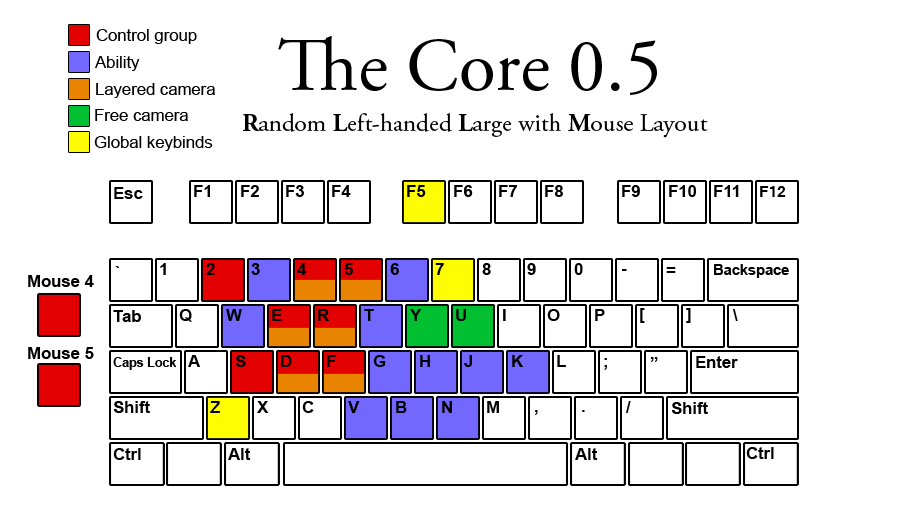 Control group
Ability
Layered camera
Free camera
Global keybinds
The Core 0.5
Random Left-handed Large with Mouse Layout
Esc F1 F2 F3 F4 F5 F6 F7 F8 F9 F10 F11 F12
Mouse 4
` 1 2 3 4 5 6 7 8 9 0 - = Backspace
Tab Q W E R T Y U I O P [ ] \
Mouse 5
Caps Lock A S D F G H J K L ; ” Enter
Shift Z X C V B N M , . / Shift
Ctrl Alt Alt Ctrl